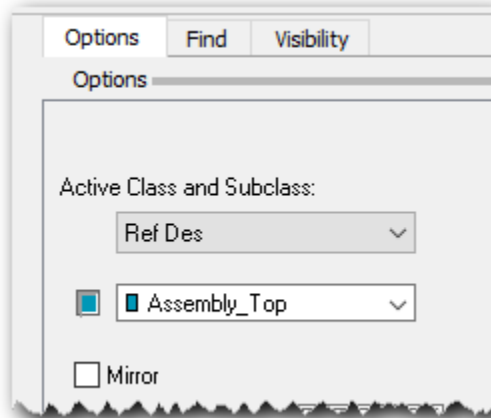 Options Find Visibility
Options
Active Class and Subclass:
Ref Des
Assembly_Top
Mirror